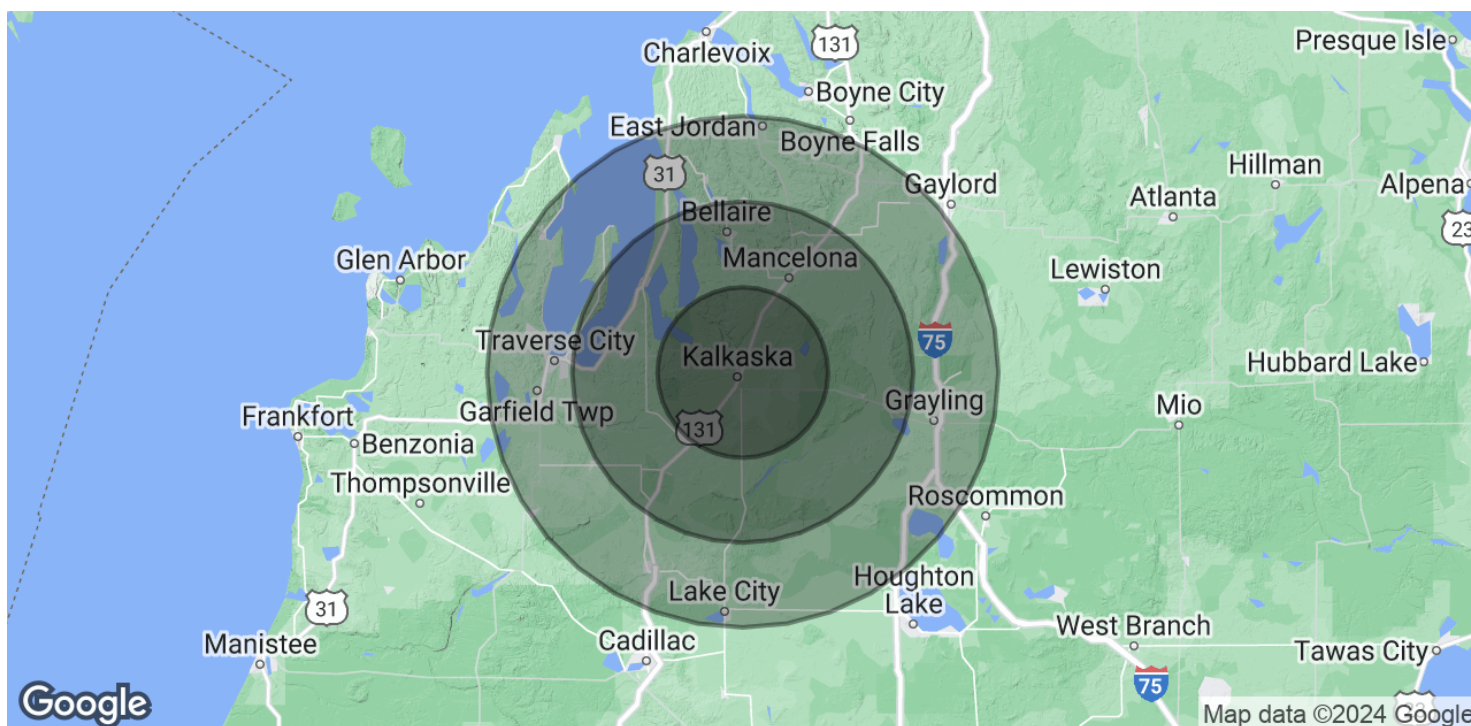 Charlevoix
131
Presque Isle
Boyne City
East Jordan
Boyne Falls
31
Hillman
Gaylord
Alpena
Atlanta
Bellaire
23
Mancelona
Glen Arbor
Lewiston
Traverse City
75
Kalkaska
Hubbard Lake
Grayling
Mio
Garfield Twp
Frankfort
131
Benzonia
Thompsonville
Roscommon
Houghton
Lake
Lake City
31
West Branch
Manistee
Cadillac
Tawas City
75
Google
Map data ©2024 Google